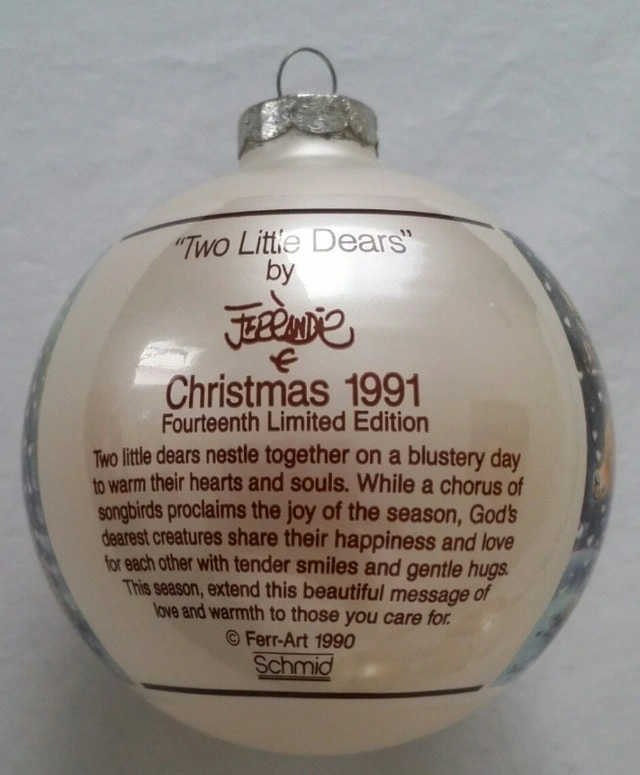 "Two Little Dears"
by
Ferràndiz
Christmas 1991
Fourteenth Limited Edition
Two little dears nestle together on a blustery day
to warm their hearts and souls. While a chorus of
songbirds proclaims the joy of the season, God's
dearest creatures share their happiness and love
for each other with tender smiles and gentle hugs.
This season, extend this beautiful message of
love and warmth to those you care for.
© Ferr-Art 1990
Schmid